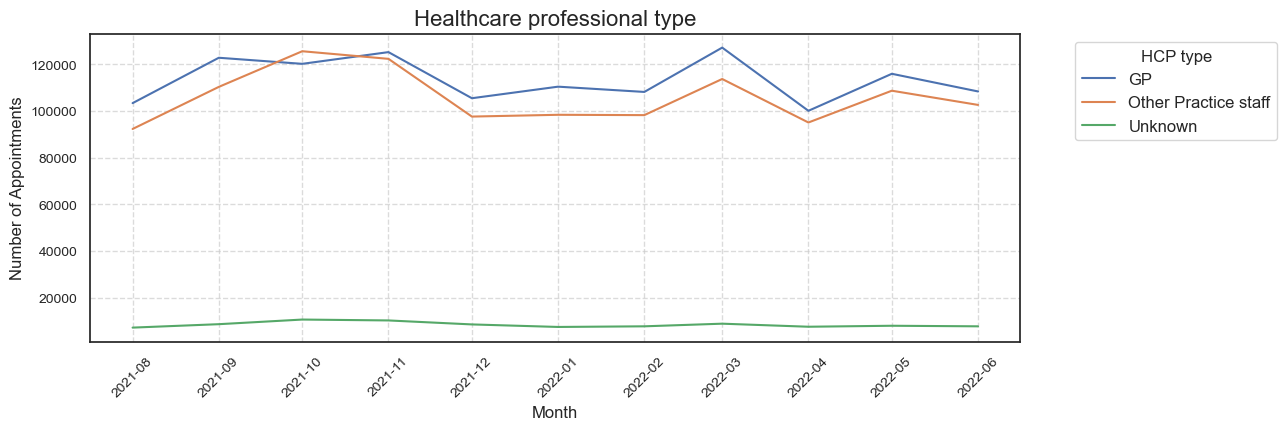 Healthcare professional type
HCP type
GP
Other Practice staff
Unknown
Number of Appointments
120000
100000
80000
60000
40000
20000
2021-08
2021-09
2021-10
2021-11
2021-12
2022-01
2022-02
2022-03
2022-04
2022-05
2022-06
Month